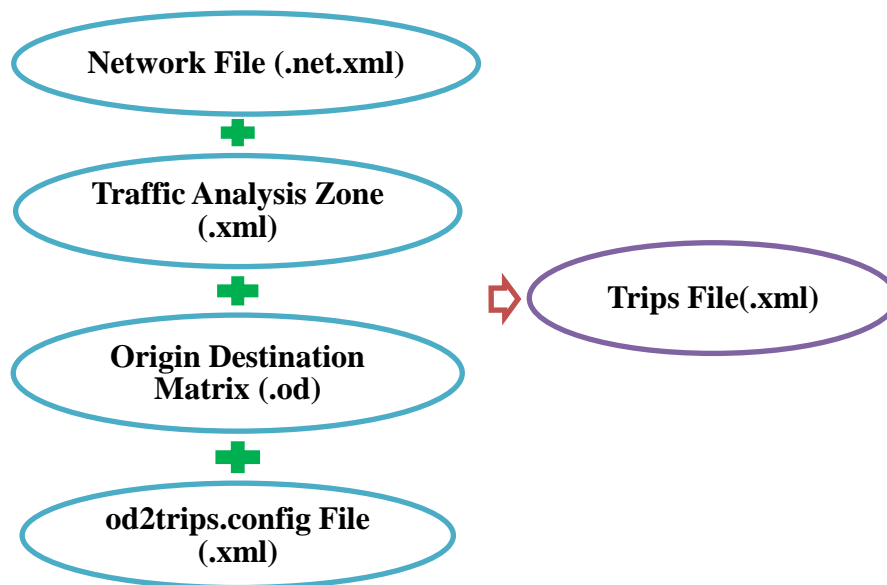 Network File (.net.xml)
Traffic Analysis Zone
(.xml)
Origin Destination
Matrix (.od)
od2trips.config File
(.xml)
Trips File(.xml)